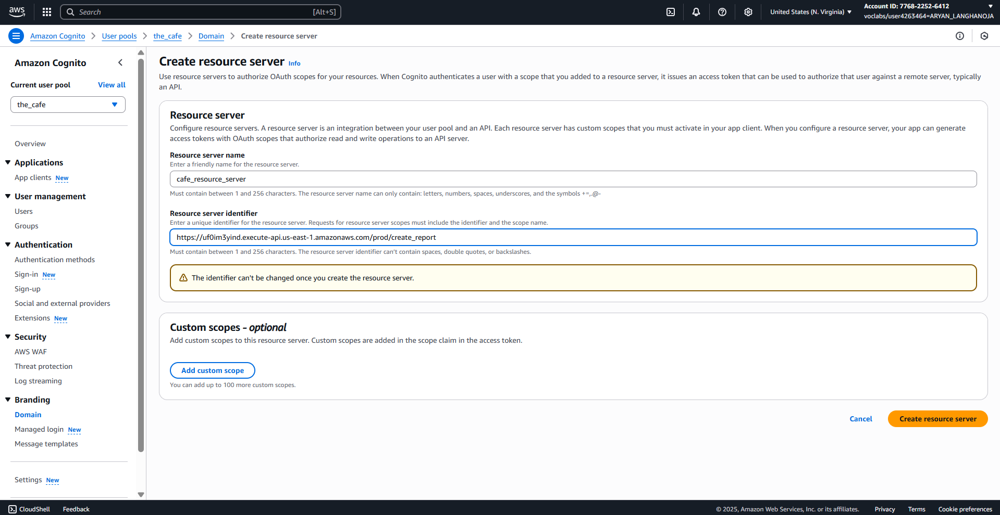 aws
Search [Alt+S]
United States (N. Virginia)
Account ID: 7768-2252-6412
voclabs/user4263464=ARYAN_LANGHANOJA
Amazon Cognito
User pools
the_cafe
Domain
Create resource server
Amazon Cognito
Current user pool
View all
the_cafe
Overview
Applications
App clients New
User management
Users
Groups
Authentication
Authentication methods
Sign-in New
Sign-up
Social and external providers
Extensions New
Security
AWS WAF
Threat protection
Log streaming
Branding
Domain
Managed login New
Message templates
Settings New
Create resource server Info
Use resource servers to authorize OAuth scopes for your resources. When Cognito authenticates a user with a scope that you added to a resource server, it issues an access token that can be used to authorize that user against a remote server, typically
an API.
Resource server
Configure resource servers. A resource server is an integration between your user pool and an API. Each resource server has custom scopes that you must activate in your app client. When you configure a resource server, your app can generate
access tokens with OAuth scopes that authorize read and write operations to an API server.
Resource server name
Enter a friendly name for the resource server.
cafe_resource_server
Must contain between 1 and 256 characters. The resource server name can only contain: letters, numbers, spaces, underscores, and the symbols +=,.@-
Resource server identifier
Enter a unique identifier for the resource server. Requests for resource server scopes must include the identifier and the scope name.
https://uf0im3yind.execute-api.us-east-1.amazonaws.com/prod/create_report
Must contain between 1 and 256 characters. The resource server identifier can't contain spaces, double quotes, or backslashes.
The identifier can't be changed once you create the resource server.
Custom scopes - optional
Add custom scopes to this resource server. Custom scopes are added in the scope claim in the access token.
Add custom scope
You can add up to 100 more custom scopes.
Cancel
Create resource server
CloudShell
Feedback
© 2025, Amazon Web Services, Inc. or its affiliates.
Privacy
Terms
Cookie preferences